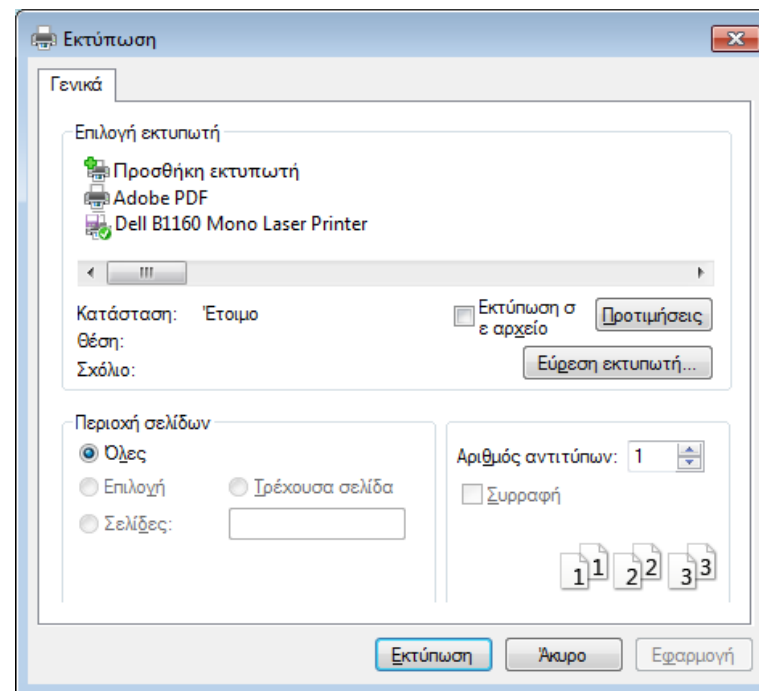 Εκτύπωση
Γενικά
Επιλογή εκτυπωτή
Προσθήκη εκτυπωτή
Adobe PDF
Dell B1160 Mono Laser Printer
Κατάσταση: Έτοιμο
Θέση:
Σχόλιο:
Εκτύπωση σ
ε αρχείο
Προτιμήσεις
Εύρεση εκτυπωτή...
Περιοχή σελίδων
Όλες
Επιλογή
Τρέχουσα σελίδα
Σελίδες:
Αριθμός αντιτύπων: 1
Συρραφή
1 1 2 2 3 3
Εκτύπωση
Άκυρο
Εφαρμογή